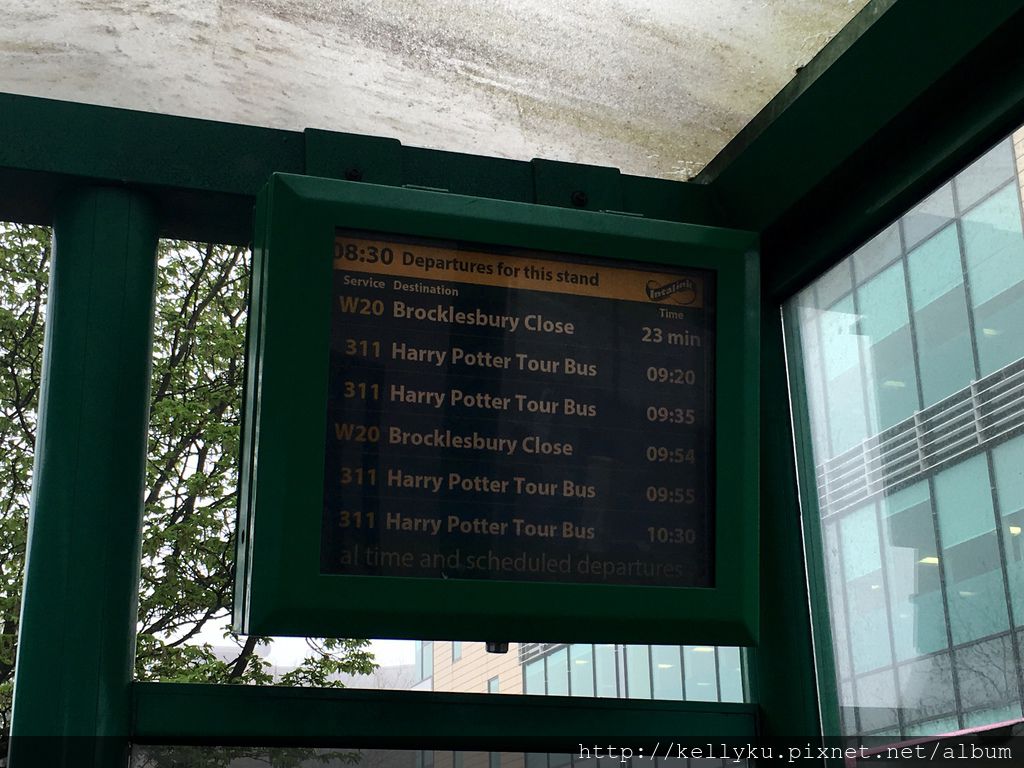 08:30 Departures for this stand
intalink
Service Destination Time
W20 Brocklesbury Close 23 min
311 Harry Potter Tour Bus 09:20
311 Harry Potter Tour Bus 09:35
W20 Brocklesbury Close 09:54
311 Harry Potter Tour Bus 09:55
311 Harry Potter Tour Bus 10:30
al time and scheduled departures
http://kellyku.pixnet.net/album